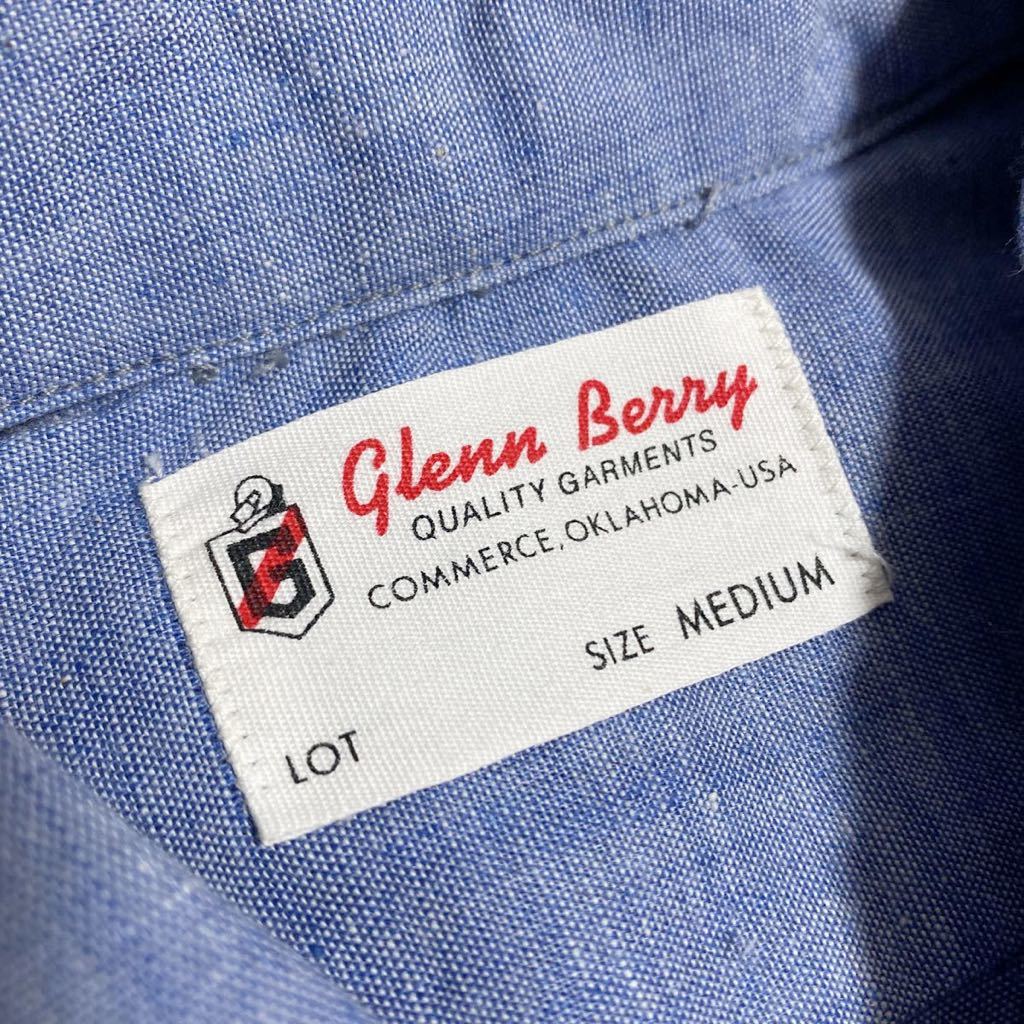 Glenn Berry
QUALITY GARMENTS
COMMERCE, OKLAHOMA-USA
SIZE MEDIUM
LOT